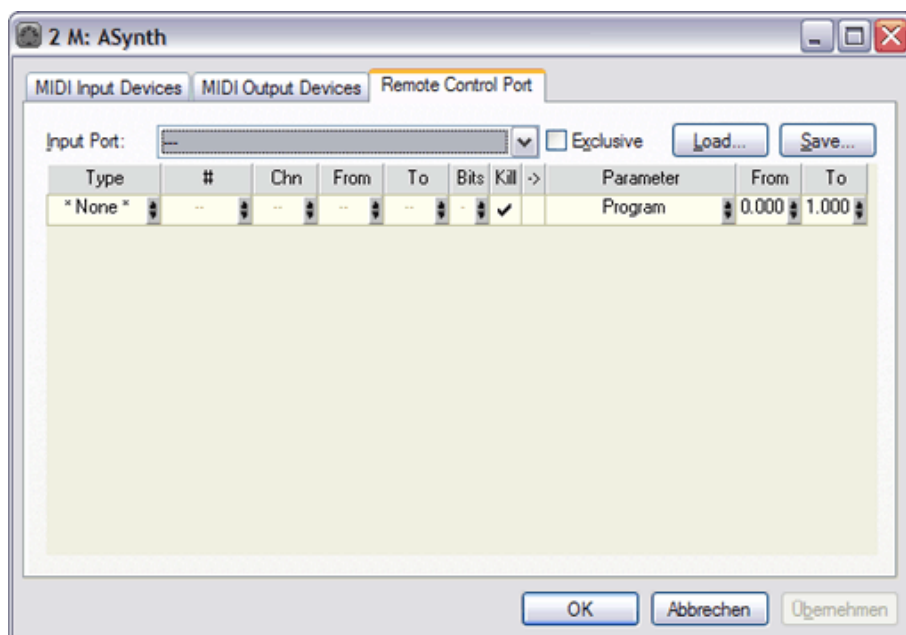 2 M: ASynth
MIDI Input Devices MIDI Output Devices Remote Control Port
Input Port: --- Exclusive Load... Save...
Type # Chn From To Bits Kill -> Parameter From To
* None * -- -- -- -- - Program 0.000 1.000
OK Abbrechen Übernehmen